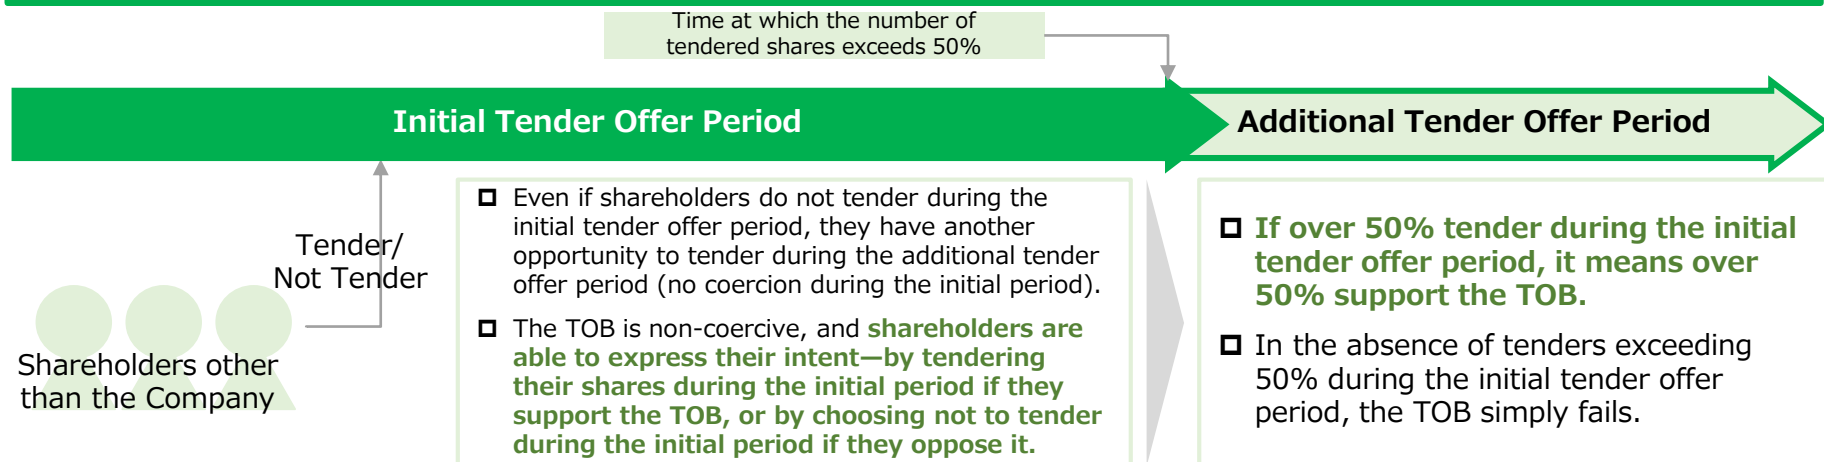 Time at which the number of
tendered shares exceeds 50%
Initial Tender Offer Period
Additional Tender Offer Period
Tender/
Not Tender
Shareholders other
than the Company
Even if shareholders do not tender during the
initial tender offer period, they have another
opportunity to tender during the additional tender
offer period (no coercion during the initial period).
The TOB is non-coercive, and shareholders are
able to express their intent—by tendering
their shares during the initial period if they
support the TOB, or by choosing not to tender
during the initial period if they oppose it.
If over 50% tender during the initial
tender offer period, it means over
50% support the TOB.
In the absence of tenders exceeding
50% during the initial tender offer
period, the TOB simply fails.